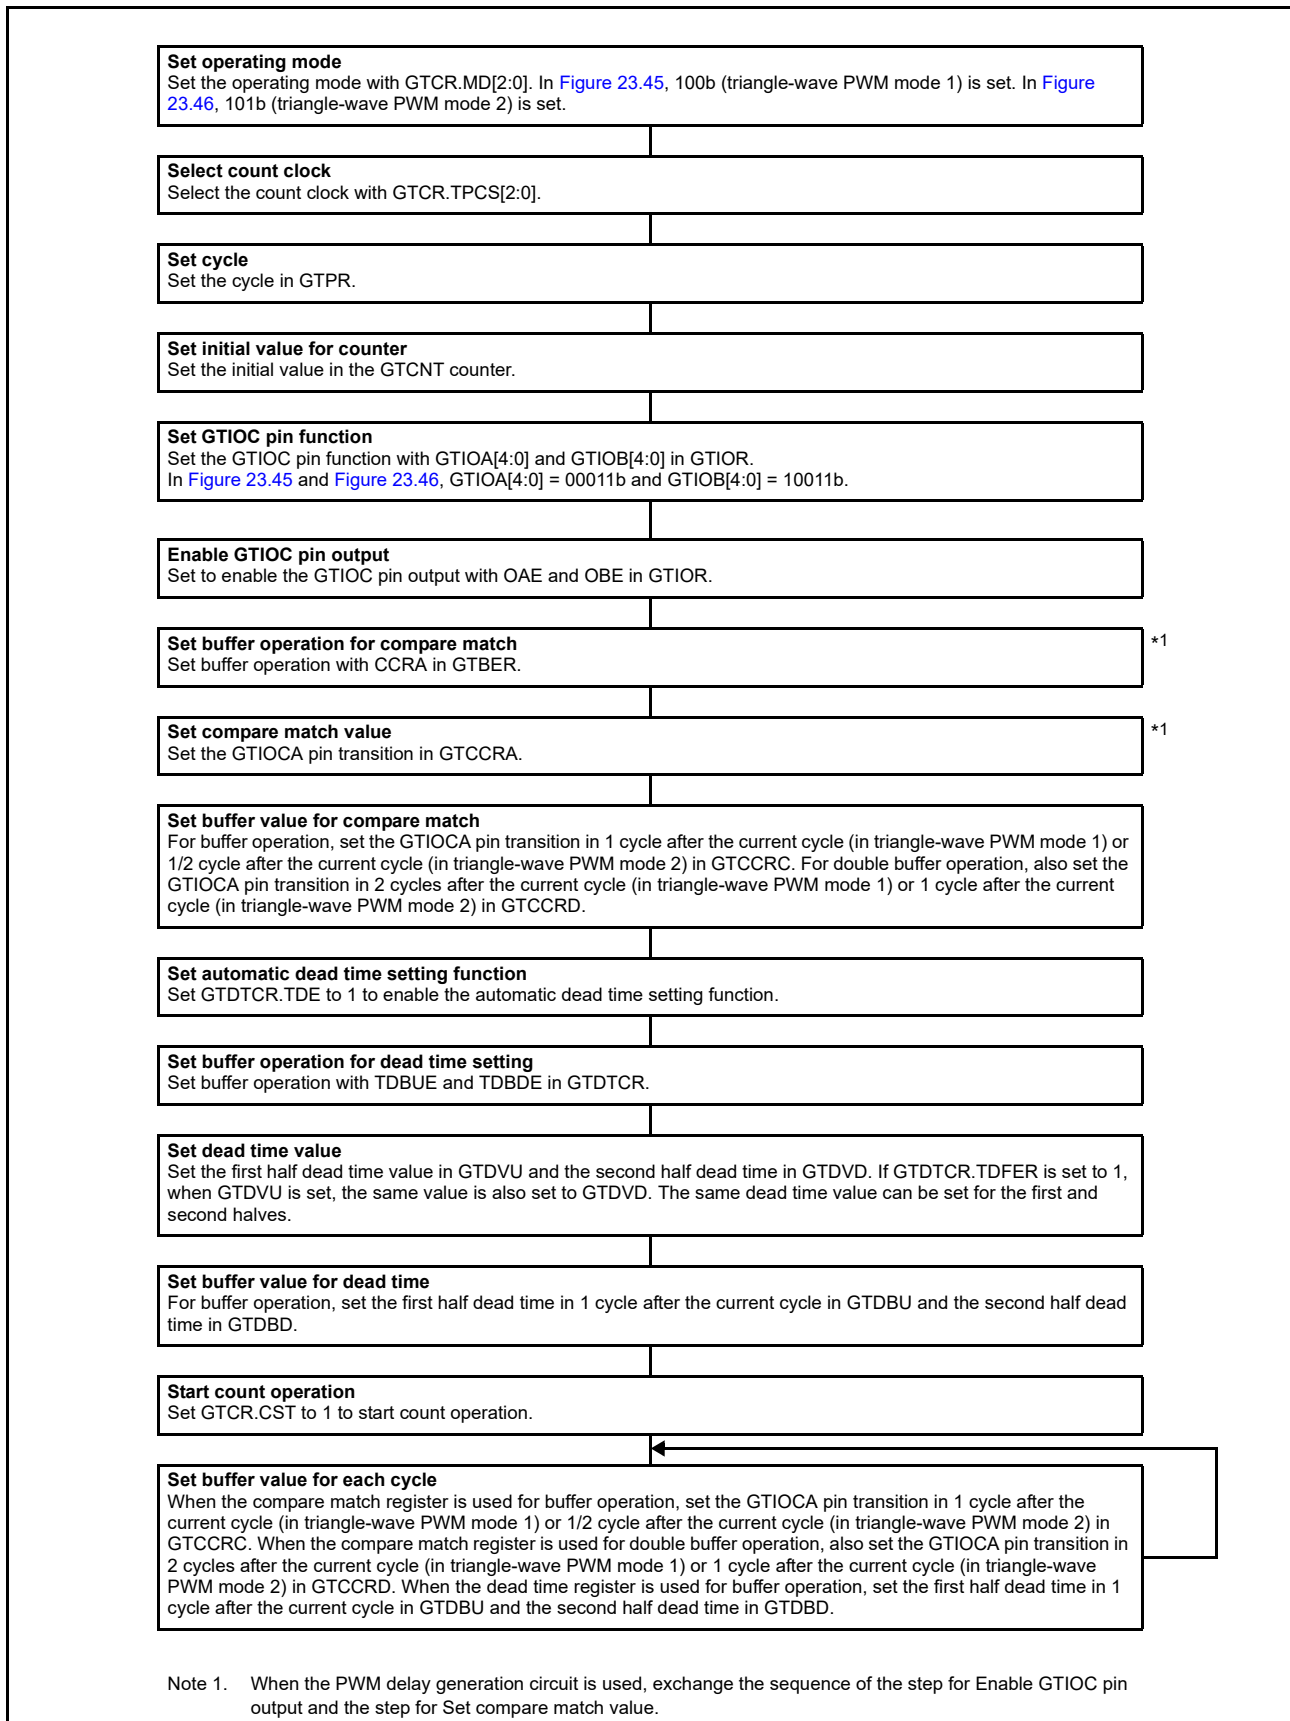 Set operating mode
Set the operating mode with GTCR.MD[2:0]. In Figure 23.45, 100b (triangle-wave PWM mode 1) is set. In Figure
23.46, 101b (triangle-wave PWM mode 2) is set.
Select count clock
Select the count clock with GTCR.TPCS[2:0].
Set cycle
Set the cycle in GTPR.
Set initial value for counter
Set the initial value in the GTCNT counter.
Set GTIOC pin function
Set the GTIOC pin function with GTIOA[4:0] and GTIOB[4:0] in GTIOR.
In Figure 23.45 and Figure 23.46, GTIOA[4:0] = 00011b and GTIOB[4:0] = 10011b.
Enable GTIOC pin output
Set to enable the GTIOC pin output with OAE and OBE in GTIOR.
Set buffer operation for compare match
Set buffer operation with CCRA in GTBER.
*1
Set compare match value
Set the GTIOCA pin transition in GTCCRA.
*1
Set buffer value for compare match
For buffer operation, set the GTIOCA pin transition in 1 cycle after the current cycle (in triangle-wave PWM mode 1) or
1/2 cycle after the current cycle (in triangle-wave PWM mode 2) in GTCCRC. For double buffer operation, also set the
GTIOCA pin transition in 2 cycles after the current cycle (in triangle-wave PWM mode 1) or 1 cycle after the current
cycle (in triangle-wave PWM mode 2) in GTCCRD.
Set automatic dead time setting function
Set GTDTCR.TDE to 1 to enable the automatic dead time setting function.
Set buffer operation for dead time setting
Set buffer operation with TDBUE and TDBDE in GTDTCR.
Set dead time value
Set the first half dead time value in GTDVU and the second half dead time in GTDVD. If GTDTCR.TDFER is set to 1,
when GTDVU is set, the same value is also set to GTDVD. The same dead time value can be set for the first and
second halves.
Set buffer value for dead time
For buffer operation, set the first half dead time in 1 cycle after the current cycle in GTDBU and the second half dead
time in GTDBD.
Start count operation
Set GTCR.CST to 1 to start count operation.
Set buffer value for each cycle
When the compare match register is used for buffer operation, set the GTIOCA pin transition in 1 cycle after the
current cycle (in triangle-wave PWM mode 1) or 1/2 cycle after the current cycle (in triangle-wave PWM mode 2) in
GTCCRC. When the compare match register is used for double buffer operation, also set the GTIOCA pin transition in
2 cycles after the current cycle (in triangle-wave PWM mode 1) or 1 cycle after the current cycle (in triangle-wave
PWM mode 2) in GTCCRD. When the dead time register is used for buffer operation, set the first half dead time in 1
cycle after the current cycle in GTDBU and the second half dead time in GTDBD.
Note 1. When the PWM delay generation circuit is used, exchange the sequence of the step for Enable GTIOC pin
output and the step for Set compare match value.